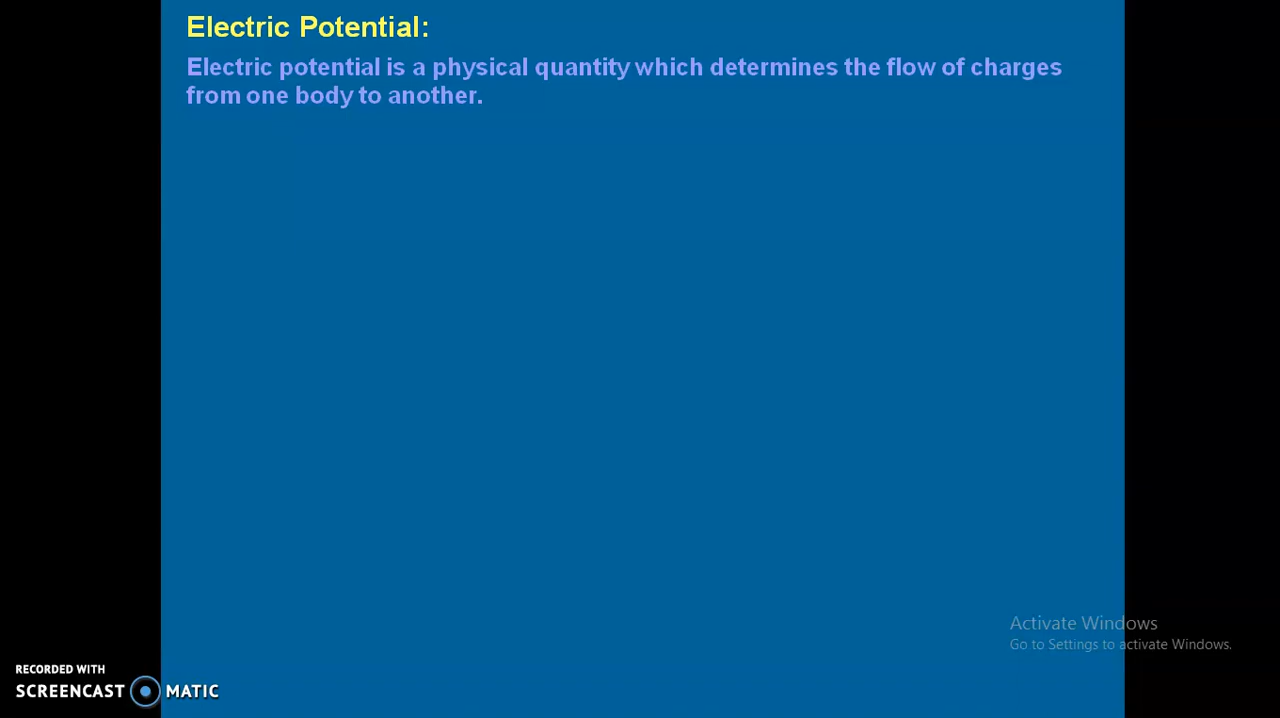 Electric Potential:
Electric potential is a physical quantity which determines the flow of charges
from one body to another.
Activate Windows
Go to Settings to activate Windows.
RECORDED WITH
SCREENCAST MATIC